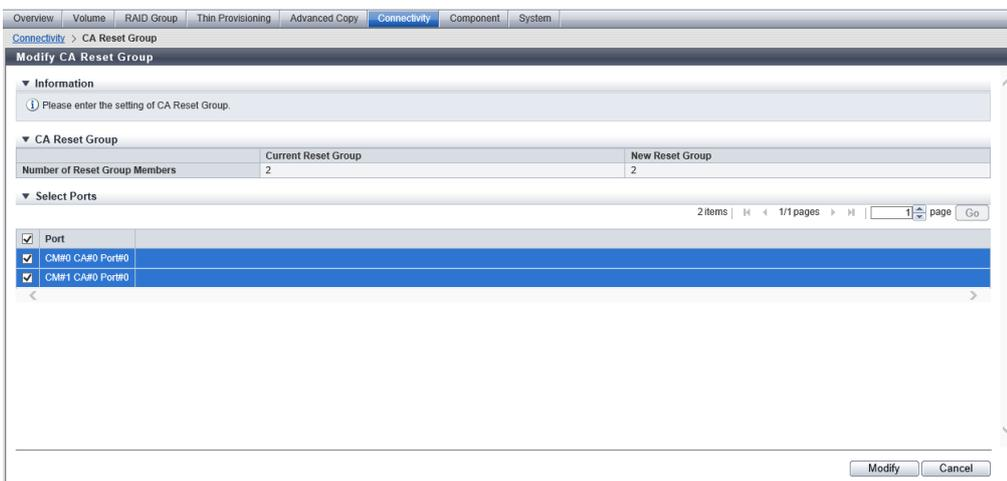 Overview Volume RAID Group Thin Provisioning Advanced Copy Connectivity Component System
Connectivity > CA Reset Group
Modify CA Reset Group
Information
Please enter the setting of CA Reset Group.
CA Reset Group
Current Reset Group New Reset Group
Number of Reset Group Members 2 2
Select Ports
2 items | 1/1 pages | 1 page Go
Port
CM#0 CA#0 Port#0
CM#1 CA#0 Port#0
Modify Cancel